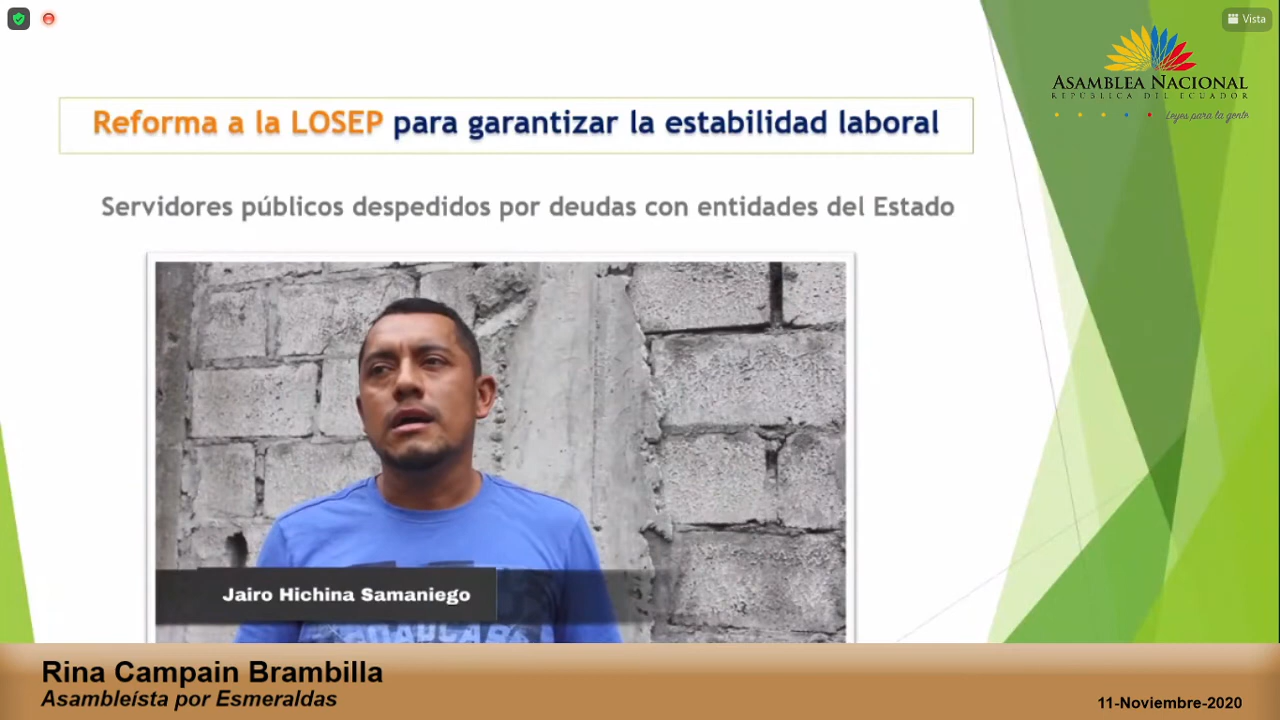 Vista
ASAMBLEA NACIONAL
REPÚBLICA DEL ECUADOR
Leyes para la gente
Reforma a la LOSEP para garantizar la estabilidad laboral
Servidores públicos despedidos por deudas con entidades del Estado
Jairo Hichina Samaniego
Rina Campain Brambilla
Asambleísta por Esmeraldas
11-Noviembre-2020